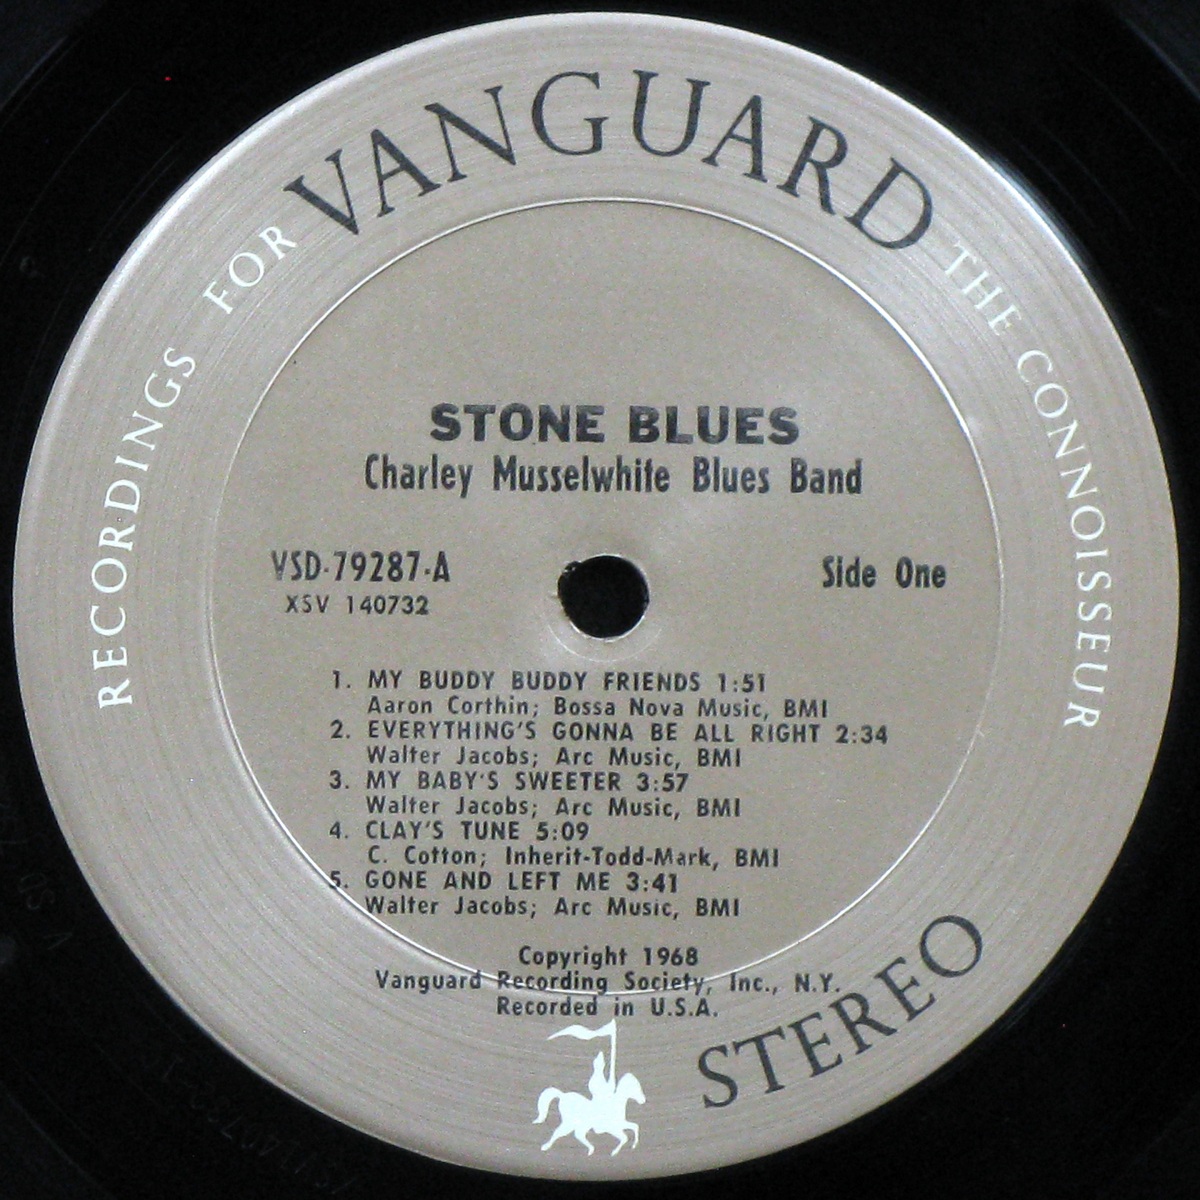 RECORDINGS FOR VANGUARD THE CONNOISSEUR
STONE BLUES
Charley Musselwhite Blues Band
VSD-79287-A Side One
XSV 140732
1. MY BUDDY BUDDY FRIENDS 1:51
Aaron Corthin; Bossa Nova Music, BMI
2. EVERYTHING'S GONNA BE ALL RIGHT 2:34
Walter Jacobs; Arc Music, BMI
3. MY BABY'S SWEETER 3:57
Walter Jacobs; Arc Music, BMI
4. CLAY'S TUNE 5:09
C. Cotton; Inherit-Todd-Mark, BMI
5. GONE AND LEFT ME 3:41
Walter Jacobs; Arc Music, BMI
Copyright 1968
Vanguard Recording Society, Inc., N.Y.
Recorded in U.S.A.
STEREO